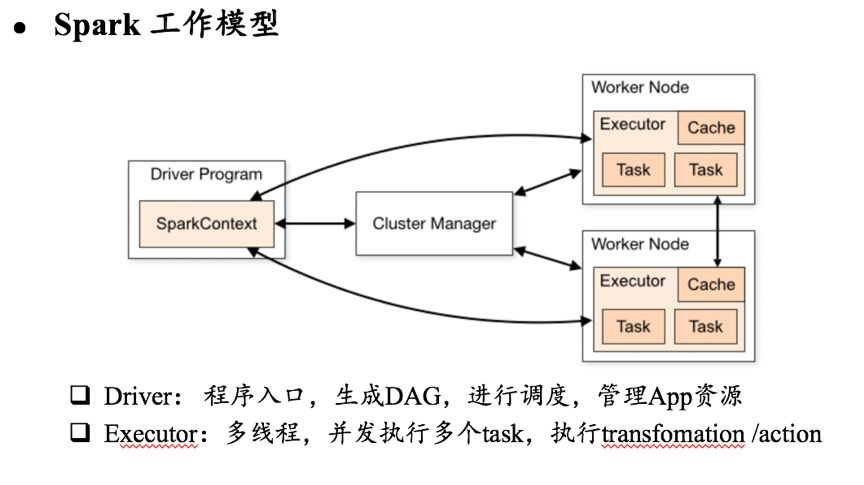 • Spark 工作模型
Worker Node
Executor
Cache
Task
Task
Driver Program
SparkContext
Cluster Manager
Worker Node
Executor
Cache
Task
Task
❑ Driver： 程序入口，生成DAG，进行调度，管理App资源
❑ Executor：多线程，并发执行多个task，执行transfomation /action